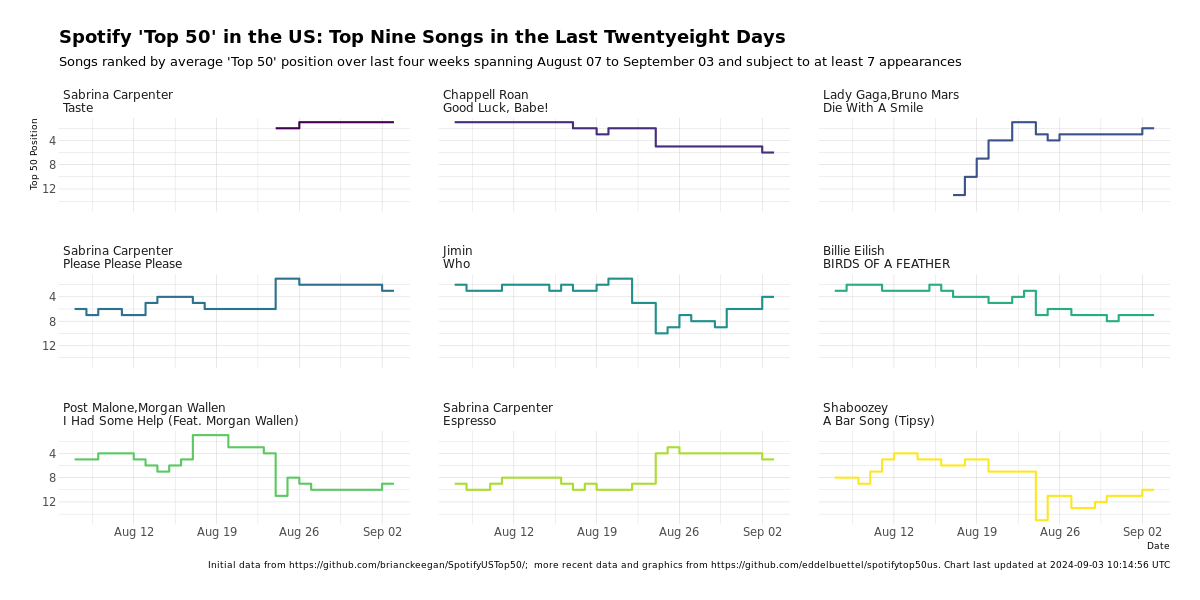 Spotify 'Top 50' in the US: Top Nine Songs in the Last Twentyeight Days
Songs ranked by average 'Top 50' position over last four weeks spanning August 07 to September 03 and subject to at least 7 appearances
Sabrina Carpenter
Taste
Chappell Roan
Good Luck, Babe!
Lady Gaga,Bruno Mars
Die With A Smile
Top 50 Position
4
8
12
Sabrina Carpenter
Please Please Please
Jimin
Who
Billie Eilish
BIRDS OF A FEATHER
4
8
12
Post Malone,Morgan Wallen
I Had Some Help (Feat. Morgan Wallen)
Sabrina Carpenter
Espresso
Shaboozey
A Bar Song (Tipsy)
4
8
12
Aug 12 Aug 19 Aug 26 Sep 02
Aug 12 Aug 19 Aug 26 Sep 02
Aug 12 Aug 19 Aug 26 Sep 02
Date
Initial data from https://github.com/brianckeegan/SpotifyUSTop50/; more recent data and graphics from https://github.com/eddelbuettel/spotifytop50us. Chart last updated at 2024-09-03 10:14:56 UTC